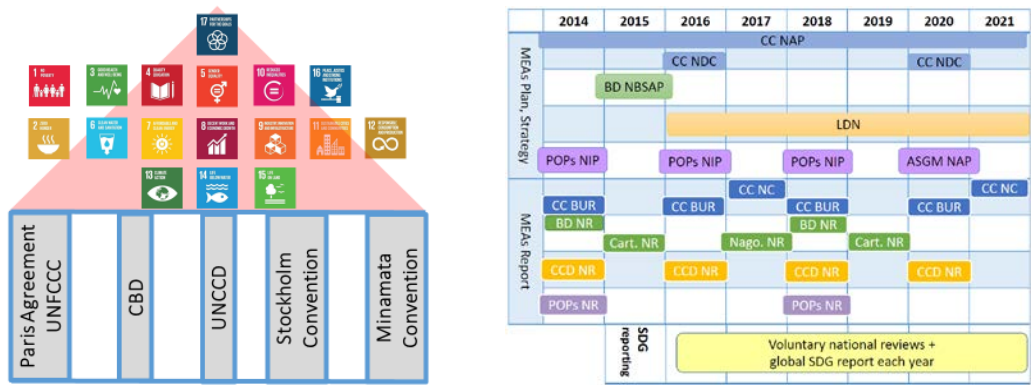 17 PARTNERSHIPS FOR THE GOALS
1 NO POVERTY
3 GOOD HEALTH AND WELL-BEING
4 QUALITY EDUCATION
5 GENDER EQUALITY
10 REDUCED INEQUALITIES
16 PEACE, JUSTICE AND STRONG INSTITUTIONS
2 ZERO HUNGER
6 CLEAN WATER AND SANITATION
7 AFFORDABLE AND CLEAN ENERGY
8 DECENT WORK AND ECONOMIC GROWTH
9 INDUSTRY, INNOVATION AND INFRASTRUCTURE
11 SUSTAINABLE CITIES AND COMMUNITIES
12 RESPONSIBLE CONSUMPTION AND PRODUCTION
13 CLIMATE ACTION
14 LIFE BELOW WATER
15 LIFE ON LAND
Paris Agreement
UNFCCC
CBD
UNCCD
Stockholm
Convention
Minamata
Convention
2014 2015 2016 2017 2018 2019 2020 2021
MEAs Plan, Strategy
CC NAP
CC NDC CC NDC
BD NBSAP
LDN
POPs NIP POPs NIP POPs NIP ASGM NAP
MEAs Report
CC NC CC NC
CC BUR CC BUR CC BUR CC BUR
BD NR BD NR
Cart. NR Nago. NR Cart. NR
CCD NR CCD NR CCD NR CCD NR
POPs NR POPs NR
SDG
reporting
Voluntary national reviews +
global SDG report each year